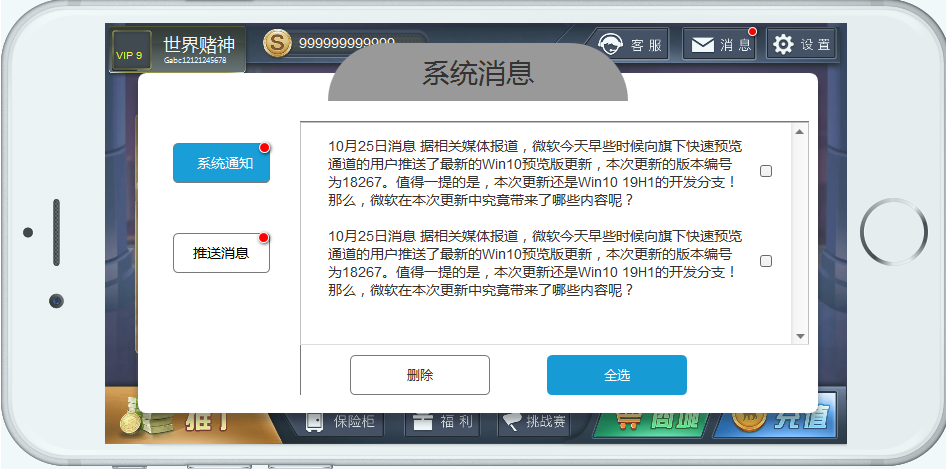 VIP 9
世界赌神
Gabc12121245678
999999999999
客服
消息
设置
系统消息
系统通知
推送消息
10月25日消息 据相关媒体报道，微软今天早些时候向旗下快速预览
通道的用户推送了最新的Win10预览版更新，本次更新的版本编号
为18267。值得一提的是，本次更新还是Win10 19H1的开发分支！
那么，微软在本次更新中究竟带来了哪些内容呢？
10月25日消息 据相关媒体报道，微软今天早些时候向旗下快速预览
通道的用户推送了最新的Win10预览版更新，本次更新的版本编号
为18267。值得一提的是，本次更新还是Win10 19H1的开发分支！
那么，微软在本次更新中究竟带来了哪些内容呢？
删除
全选
推广
保险柜
福利
挑战赛
商城
充值